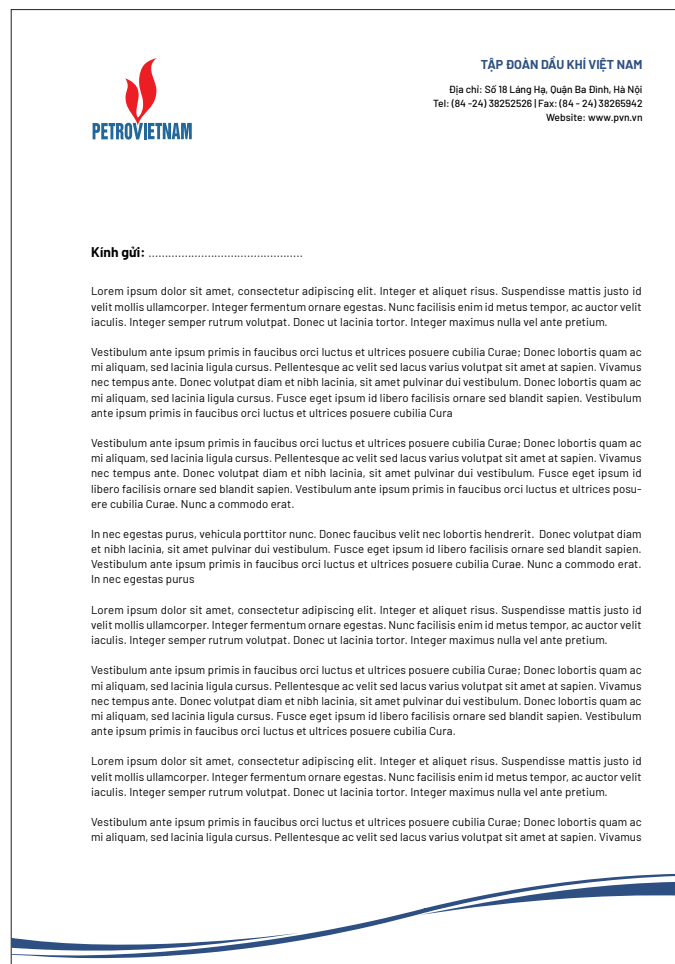 PETROVIETNAM
TẬP ĐOÀN DẦU KHÍ VIỆT NAM
Địa chỉ: Số 18 Láng Hạ, Quận Ba Đình, Hà Nội
Tel: (84 -24) 38252526 | Fax: (84 - 24) 38265942
Website: www.pvn.vn
Kính gửi: ...............................................
Lorem ipsum dolor sit amet, consectetur adipiscing elit. Integer et aliquet risus. Suspendisse mattis justo id
velit mollis ullamcorper. Integer fermentum ornare egestas. Nunc facilisis enim id metus tempor, ac auctor velit
iaculis. Integer semper rutrum volutpat. Donec ut lacinia tortor. Integer maximus nulla vel ante pretium.
Vestibulum ante ipsum primis in faucibus orci luctus et ultrices posuere cubilia Curae; Donec lobortis quam ac
mi aliquam, sed lacinia ligula cursus. Pellentesque ac velit sed lacus varius volutpat sit amet at sapien. Vivamus
nec tempus ante. Donec volutpat diam et nibh lacinia, sit amet pulvinar dui vestibulum. Donec lobortis quam ac
mi aliquam, sed lacinia ligula cursus. Fusce eget ipsum id libero facilisis ornare sed blandit sapien. Vestibulum
ante ipsum primis in faucibus orci luctus et ultrices posuere cubilia Cura
Vestibulum ante ipsum primis in faucibus orci luctus et ultrices posuere cubilia Curae; Donec lobortis quam ac
mi aliquam, sed lacinia ligula cursus. Pellentesque ac velit sed lacus varius volutpat sit amet at sapien. Vivamus
nec tempus ante. Donec volutpat diam et nibh lacinia, sit amet pulvinar dui vestibulum. Fusce eget ipsum id
libero facilisis ornare sed blandit sapien. Vestibulum ante ipsum primis in faucibus orci luctus et ultrices posu-
ere cubilia Curae. Nunc a commodo erat.
In nec egestas purus, vehicula porttitor nunc. Donec faucibus velit nec lobortis hendrerit. Donec volutpat diam
et nibh lacinia, sit amet pulvinar dui vestibulum. Fusce eget ipsum id libero facilisis ornare sed blandit sapien.
Vestibulum ante ipsum primis in faucibus orci luctus et ultrices posuere cubilia Curae. Nunc a commodo erat.
In nec egestas purus
Lorem ipsum dolor sit amet, consectetur adipiscing elit. Integer et aliquet risus. Suspendisse mattis justo id
velit mollis ullamcorper. Integer fermentum ornare egestas. Nunc facilisis enim id metus tempor, ac auctor velit
iaculis. Integer semper rutrum volutpat. Donec ut lacinia tortor. Integer maximus nulla vel ante pretium.
Vestibulum ante ipsum primis in faucibus orci luctus et ultrices posuere cubilia Curae; Donec lobortis quam ac
mi aliquam, sed lacinia ligula cursus. Pellentesque ac velit sed lacus varius volutpat sit amet at sapien. Vivamus
nec tempus ante. Donec volutpat diam et nibh lacinia, sit amet pulvinar dui vestibulum. Donec lobortis quam ac
mi aliquam, sed lacinia ligula cursus. Fusce eget ipsum id libero facilisis ornare sed blandit sapien. Vestibulum
ante ipsum primis in faucibus orci luctus et ultrices posuere cubilia Cura.
Lorem ipsum dolor sit amet, consectetur adipiscing elit. Integer et aliquet risus. Suspendisse mattis justo id
velit mollis ullamcorper. Integer fermentum ornare egestas. Nunc facilisis enim id metus tempor, ac auctor velit
iaculis. Integer semper rutrum volutpat. Donec ut lacinia tortor. Integer maximus nulla vel ante pretium.
Vestibulum ante ipsum primis in faucibus orci luctus et ultrices posuere cubilia Curae; Donec lobortis quam ac
mi aliquam, sed lacinia ligula cursus. Pellentesque ac velit sed lacus varius volutpat sit amet at sapien. Vivamus